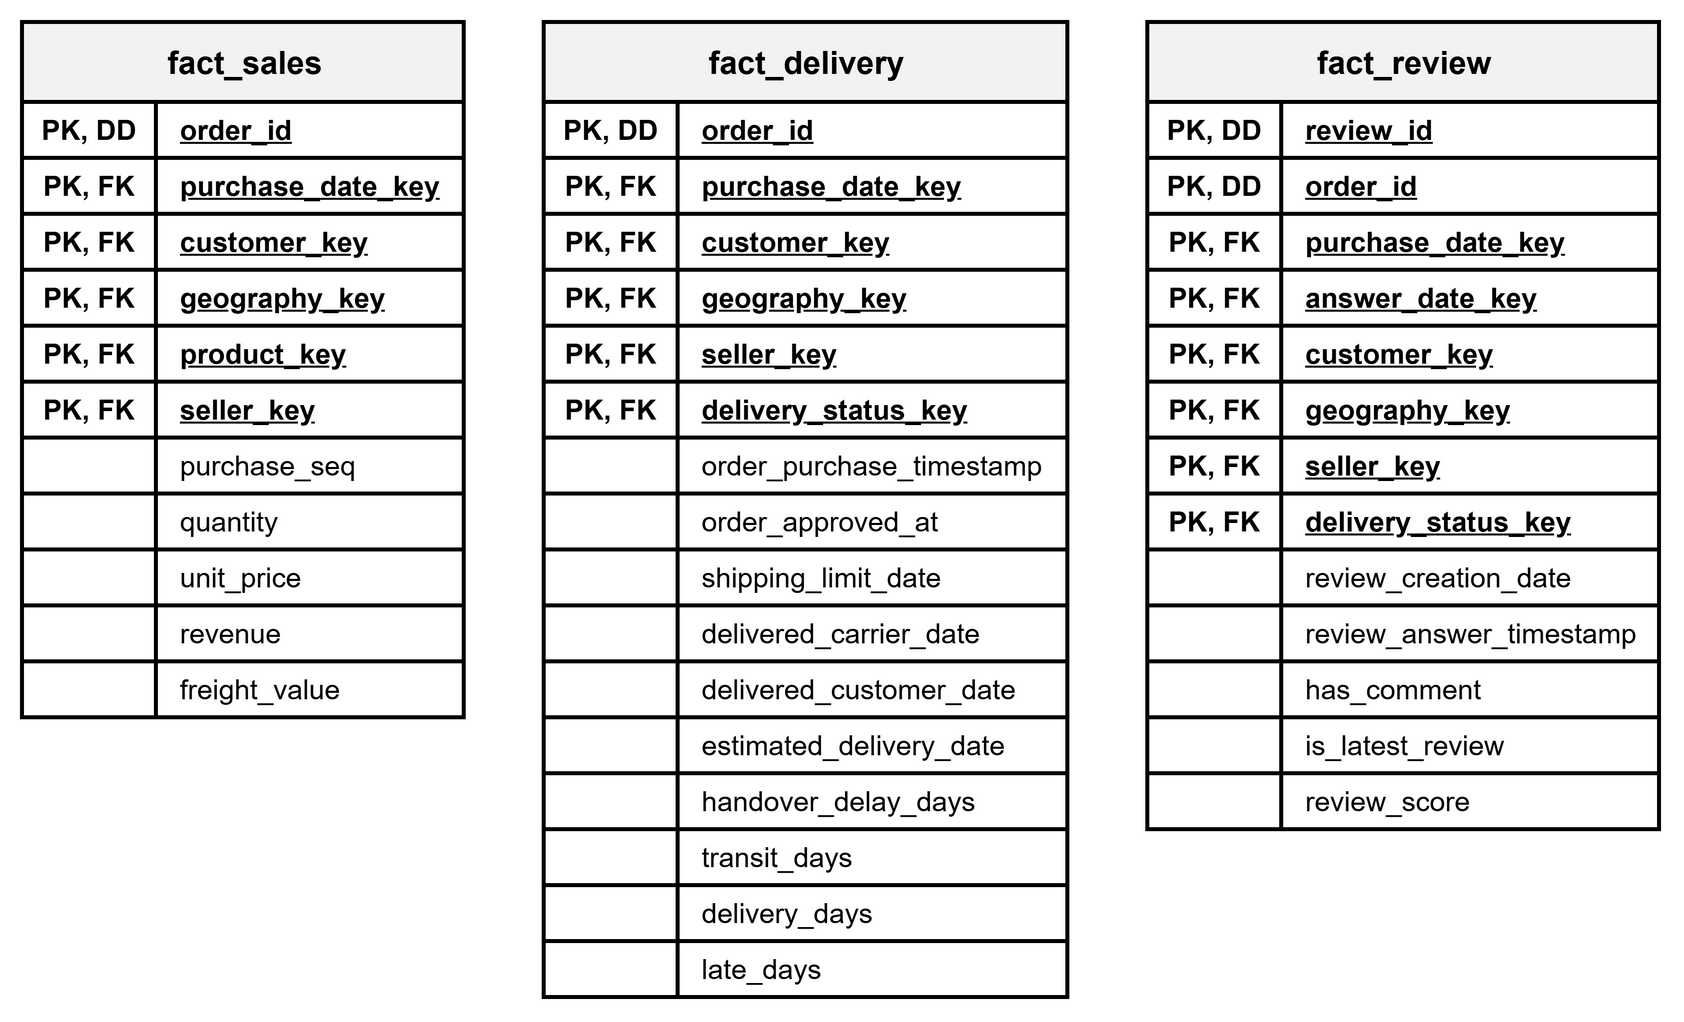 fact_sales
PK, DD order_id
PK, FK purchase_date_key
PK, FK customer_key
PK, FK geography_key
PK, FK product_key
PK, FK seller_key
purchase_seq
quantity
unit_price
revenue
freight_value
fact_delivery
PK, DD order_id
PK, FK purchase_date_key
PK, FK customer_key
PK, FK geography_key
PK, FK seller_key
PK, FK delivery_status_key
order_purchase_timestamp
order_approved_at
shipping_limit_date
delivered_carrier_date
delivered_customer_date
estimated_delivery_date
handover_delay_days
transit_days
delivery_days
late_days
fact_review
PK, DD review_id
PK, DD order_id
PK, FK purchase_date_key
PK, FK answer_date_key
PK, FK customer_key
PK, FK geography_key
PK, FK seller_key
PK, FK delivery_status_key
review_creation_date
review_answer_timestamp
has_comment
is_latest_review
review_score